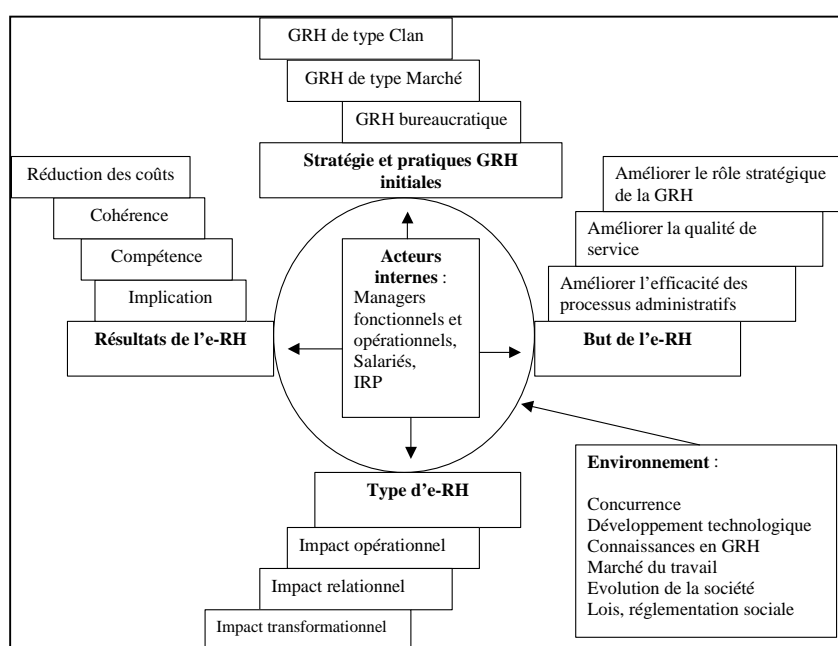 GRH de type Clan
GRH de type Marché
GRH bureaucratique
Stratégie et pratiques GRH
initiales
Réduction des coûts
Cohérence
Compétence
Implication
Résultats de l’e-RH
Améliorer le rôle stratégique
de la GRH
Améliorer la qualité de
service
Améliorer l’efficacité des
processus administratifs
But de l’e-RH
Acteurs
internes :
Managers
fonctionnels et
opérationnels,
Salariés,
IRP
Type d’e-RH
Impact opérationnel
Impact relationnel
Impact transformationnel
Environnement :
Concurrence
Développement technologique
Connaissances en GRH
Marché du travail
Evolution de la société
Lois, réglementation sociale